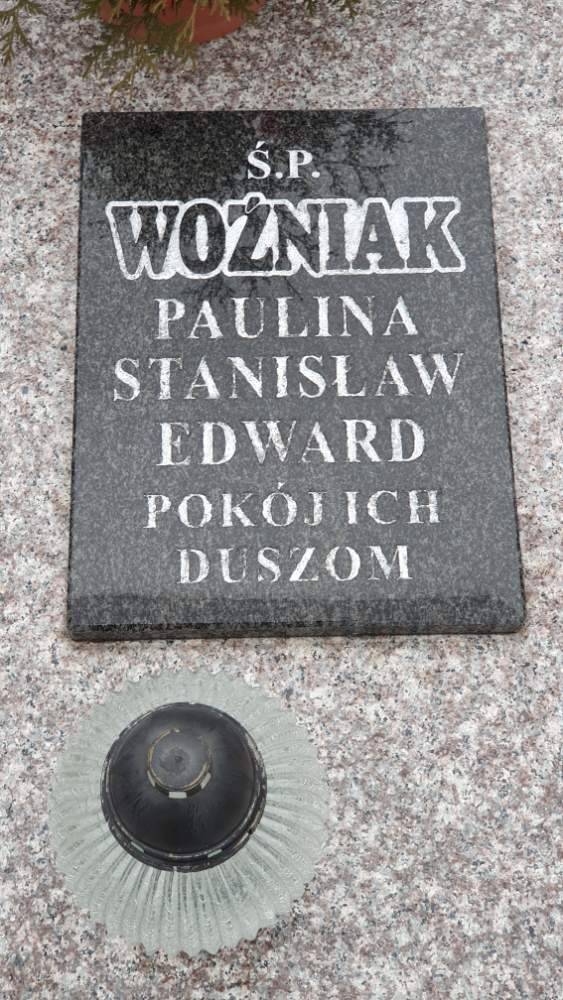 Ś.P.
WOŹNIAK
PAULINA
STANISŁAW
EDWARD
POKÓJ ICH
DUSZOM